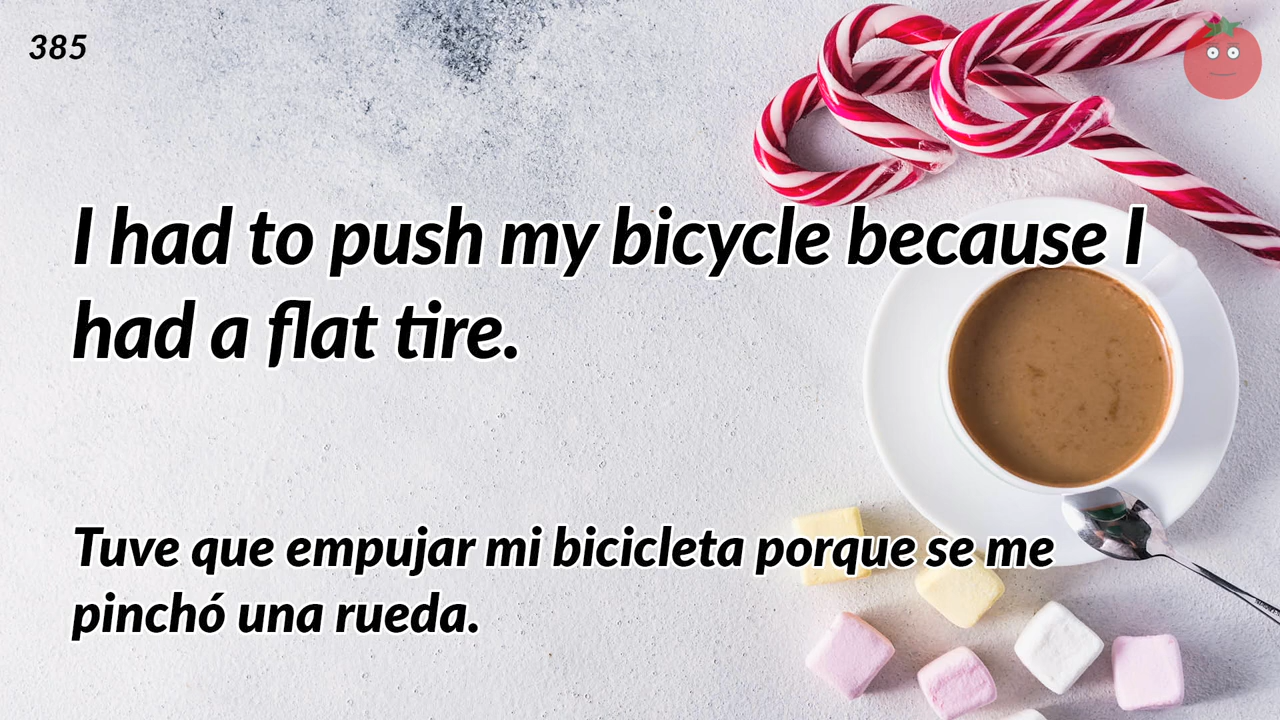 385
I had to push my bicycle because I
had a flat tire.
Tuve que empujar mi bicicleta porque se me
pinchó una rueda.